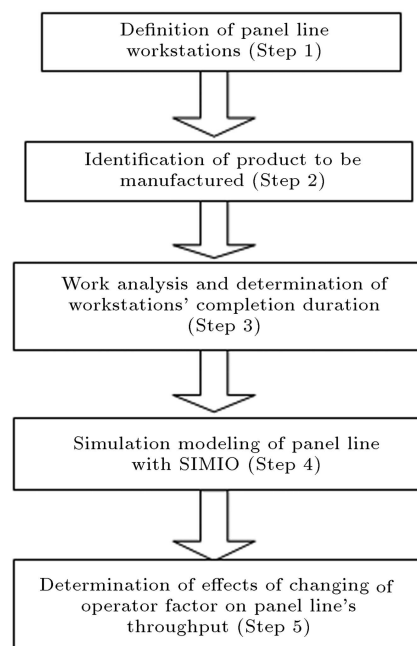 Definition of panel line
workstations (Step 1)
Identification of product to be
manufactured (Step 2)
Work analysis and determination of
workstations' completion duration
(Step 3)
Simulation modeling of panel line
with SIMIO (Step 4)
Determination of effects of changing of
operator factor on panel line's
throughput (Step 5)